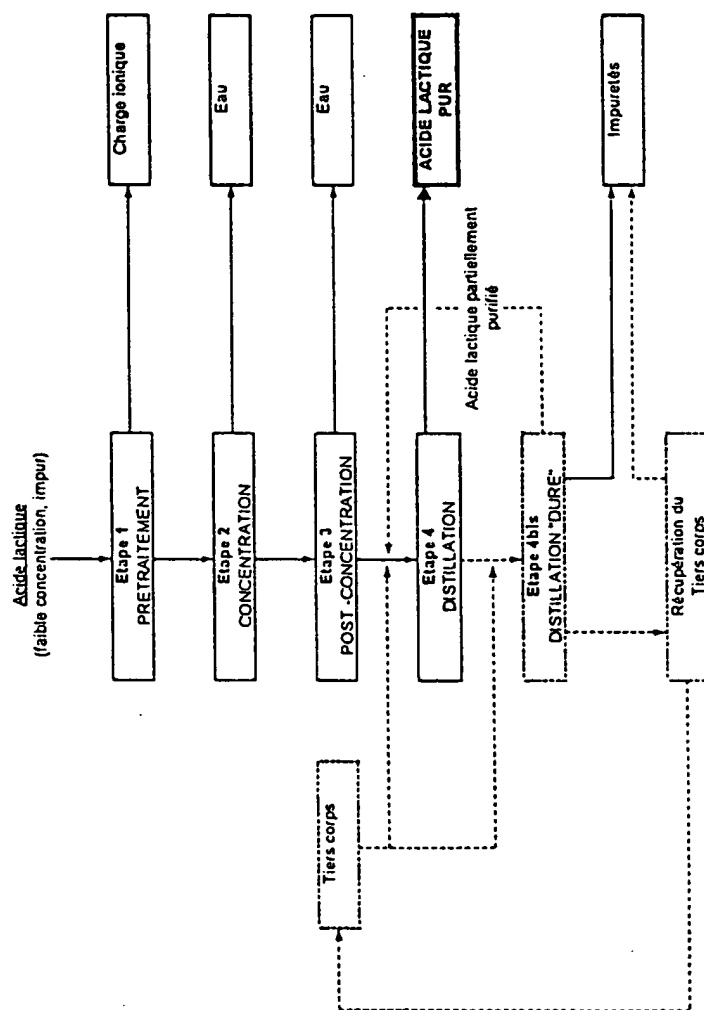 Acide lactique
(faible concentration, impur)
Etape 1
PRETRAITEMENT
Charge ionique
Etape 2
CONCENTRATION
Eau
Etape 3
POST-CONCENTRATION
Eau
Tiers corps
Etape 4
DISTILLATION
ACIDE LACTIQUE
PUR
Acide lactique partiellement
purifié
Etape 4bis
DISTILLATION "DURE"
Impuretés
Récupération du
Tiers corps